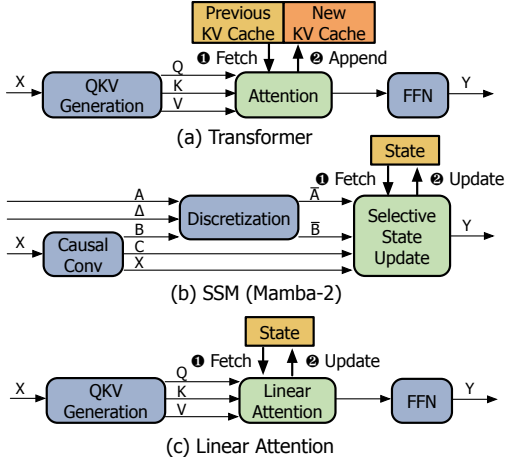 Previous
KV Cache
New
KV Cache
❶ Fetch
❷ Append
X
QKV
Generation
Q
K
V
Attention
FFN
Y
(a) Transformer
State
❶ Fetch
❷ Update
A
Δ
B
C
X
X
Causal
Conv
Discretization
A̅
B̅
Selective
State
Update
Y
(b) SSM (Mamba-2)
State
❶ Fetch
❷ Update
X
QKV
Generation
Q
K
V
Linear
Attention
FFN
Y
(c) Linear Attention